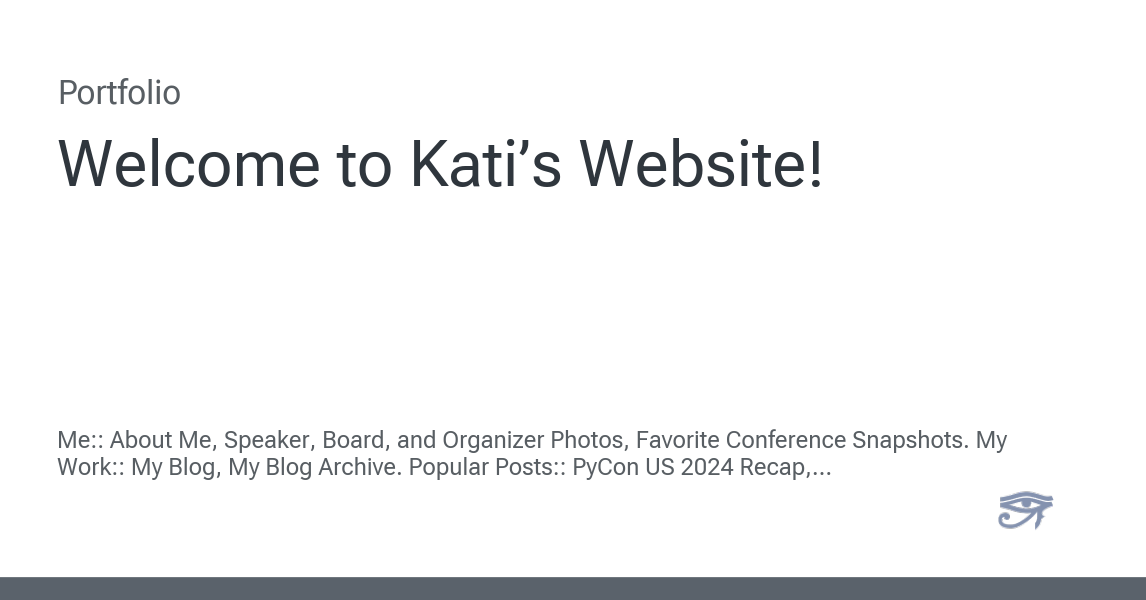 Portfolio
Welcome to Kati’s Website!
Me:: About Me, Speaker, Board, and Organizer Photos, Favorite Conference Snapshots. My
Work:: My Blog, My Blog Archive. Popular Posts:: PyCon US 2024 Recap,...